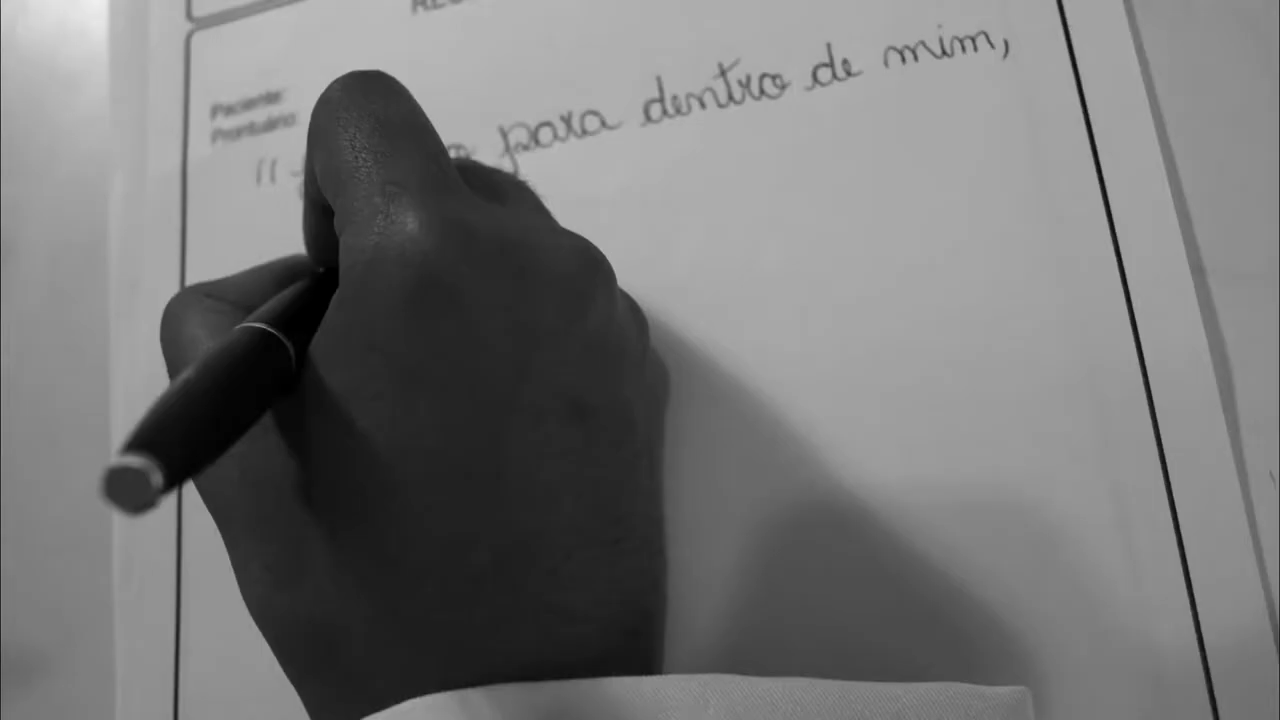 Paciente:
Prontuário:
" para dentro de mim,